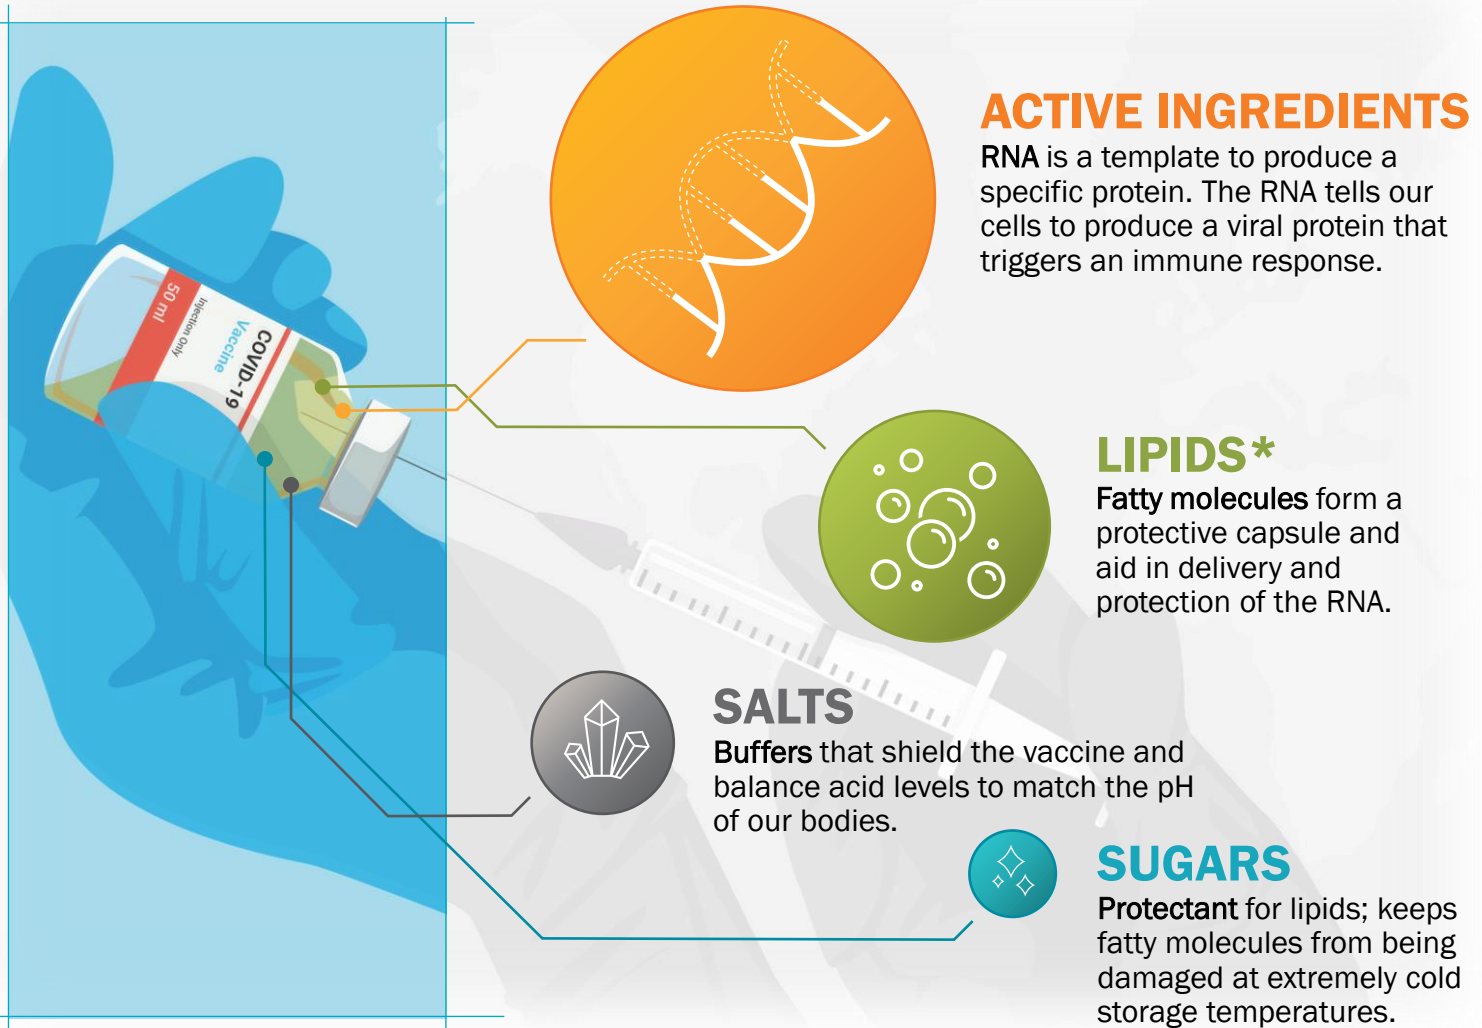 ACTIVE INGREDIENTS
RNA is a template to produce a
specific protein. The RNA tells our
cells to produce a viral protein that
triggers an immune response.
50 ml
Injection Only
Vaccine
COVID-19
LIPIDS*
Fatty molecules form a
protective capsule and
aid in delivery and
protection of the RNA.
SALTS
Buffers that shield the vaccine and
balance acid levels to match the pH
of our bodies.
SUGARS
Protectant for lipids; keeps
fatty molecules from being
damaged at extremely cold
storage temperatures.